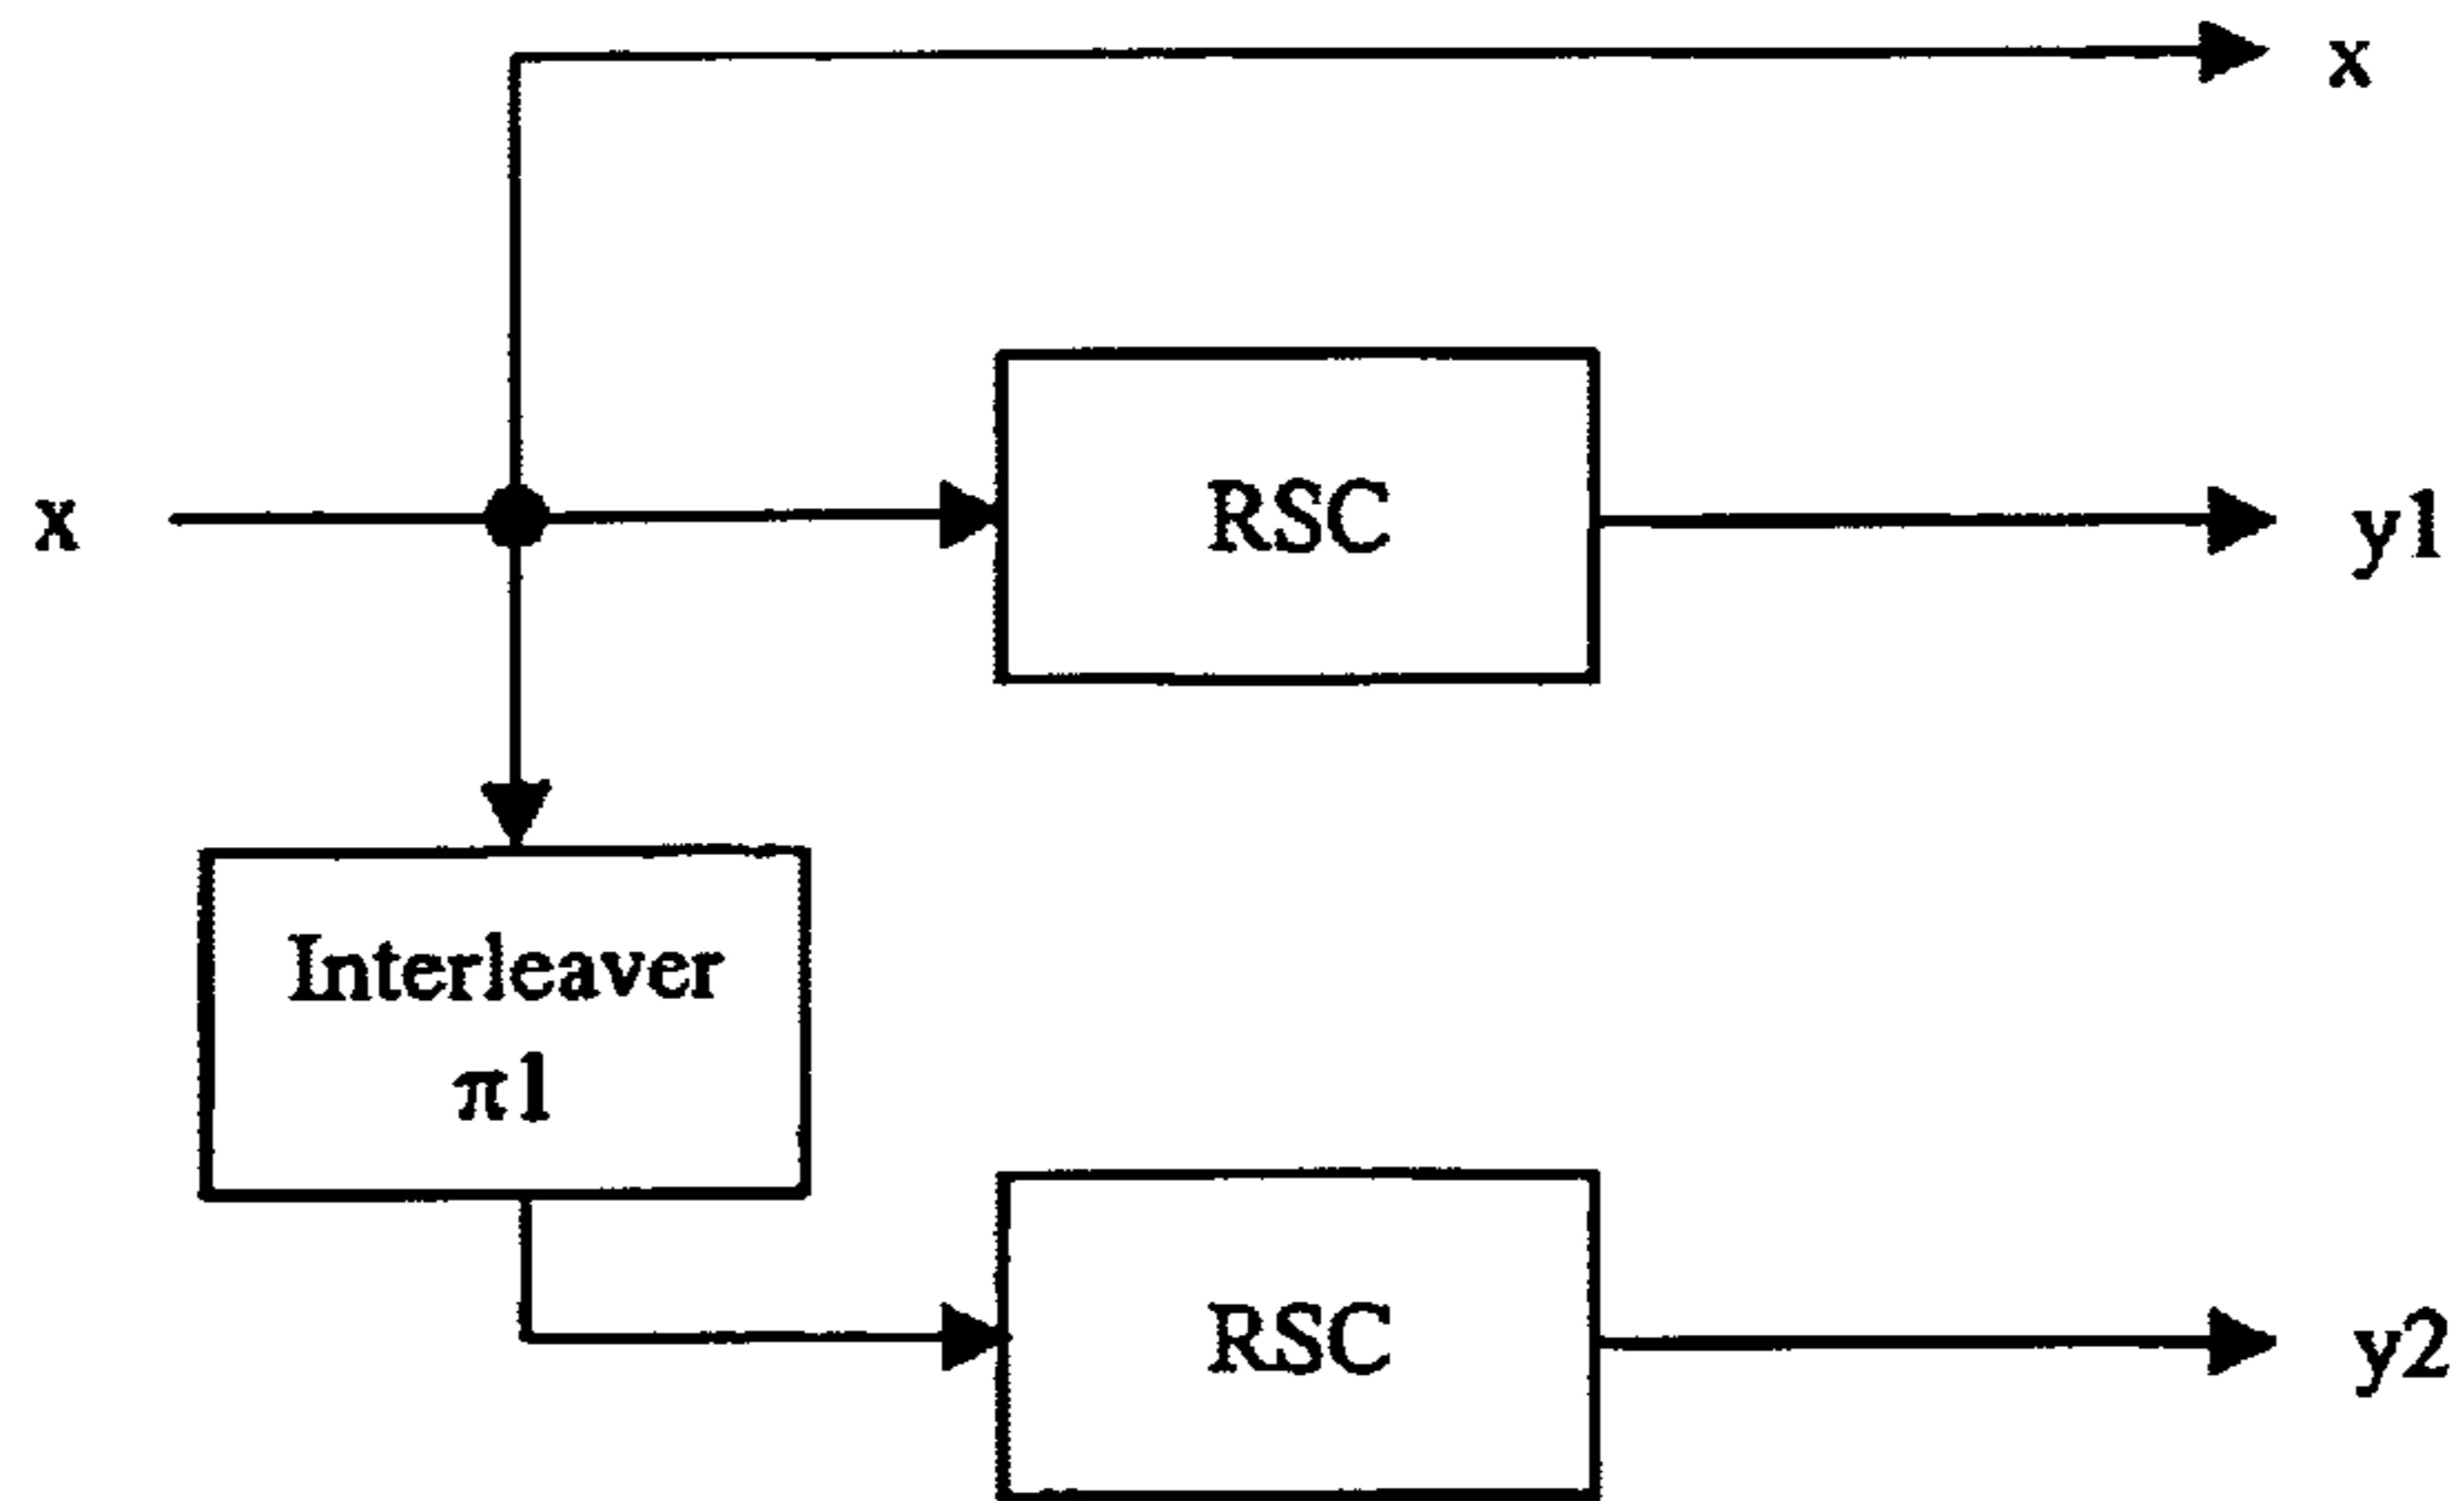 x
x
RSC
y1
Interleaver
π1
RSC
y2